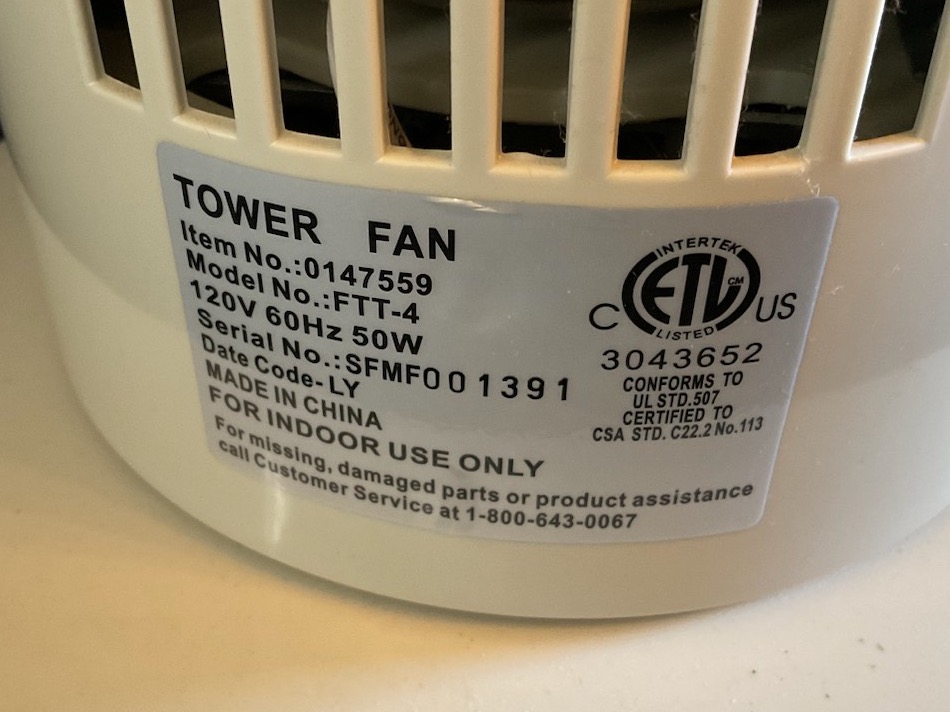 TOWER FAN
Item No.:0147559
Model No.:FTT-4
120V 60Hz 50W
Serial No.:SFMF001391
Date Code-LY
MADE IN CHINA
FOR INDOOR USE ONLY
For missing, damaged parts or product assistance
call Customer Service at 1-800-643-0067
INTERTEK
C ETL CM US
LISTED
3043652
CONFORMS TO
UL STD.507
CERTIFIED TO
CSA STD. C22.2 No.113